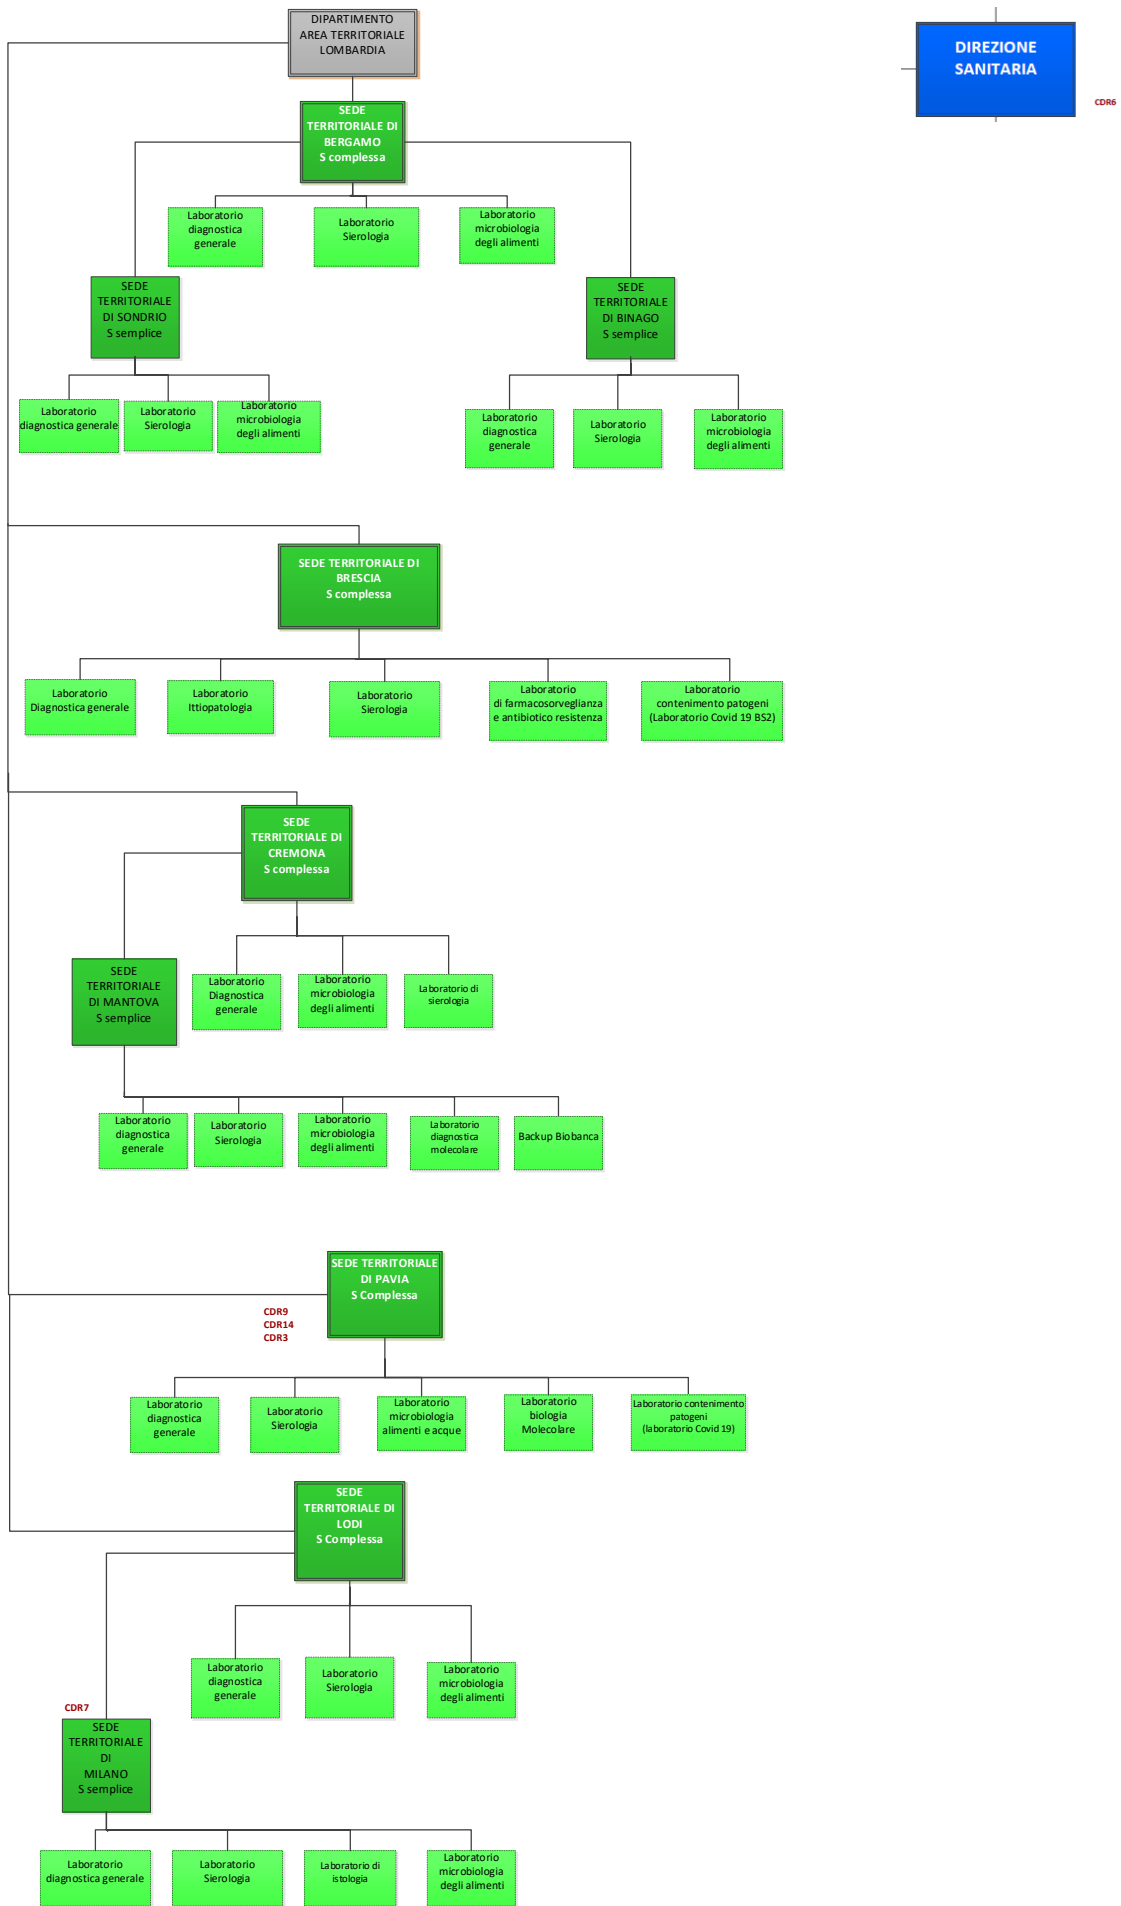 DIPARTIMENTO
AREA TERRITORIALE
LOMBARDIA
DIREZIONE
SANITARIA
CDR6
SEDE
TERRITORIALE DI
BERGAMO
S complessa
Laboratorio
diagnostica
generale
Laboratorio
Sierologia
Laboratorio
microbiologia
degli alimenti
SEDE
TERRITORIALE
DI SONDRIO
S semplice
SEDE
TERRITORIALE
DI BINAGO
S semplice
Laboratorio
diagnostica generale
Laboratorio
Sierologia
Laboratorio
microbiologia
degli alimenti
Laboratorio
diagnostica
generale
Laboratorio
Sierologia
Laboratorio
microbiologia
degli alimenti
SEDE TERRITORIALE DI
BRESCIA
S complessa
Laboratorio
Diagnostica generale
Laboratorio
Ittiopatologia
Laboratorio
Sierologia
Laboratorio
di farmacosorveglianza
e antibiotico resistenza
Laboratorio
contenimento patogeni
(Laboratorio Covid 19 BS2)
SEDE
TERRITORIALE DI
CREMONA
S complessa
SEDE
TERRITORIALE
DI MANTOVA
S semplice
Laboratorio
Diagnostica
generale
Laboratorio
microbiologia
degli alimenti
Laboratorio di
sierologia
Laboratorio
diagnostica
generale
Laboratorio
Sierologia
Laboratorio
microbiologia
degli alimenti
Laboratorio
diagnostica
molecolare
Backup Biobanca
SEDE TERRITORIALE
DI PAVIA
S Complessa
CDR9
CDR14
CDR3
Laboratorio
diagnostica
generale
Laboratorio
Sierologia
Laboratorio
microbiologia
alimenti e acque
Laboratorio
biologia
Molecolare
Laboratorio contenimento
patogeni
(laboratorio Covid 19)
SEDE
TERRITORIALE DI
LODI
S Complessa
Laboratorio
diagnostica
generale
Laboratorio
Sierologia
Laboratorio
microbiologia
degli alimenti
CDR7
SEDE
TERRITORIALE
DI
MILANO
S semplice
Laboratorio
diagnostica generale
Laboratorio
Sierologia
Laboratorio di
istologia
Laboratorio
microbiologia
degli alimenti